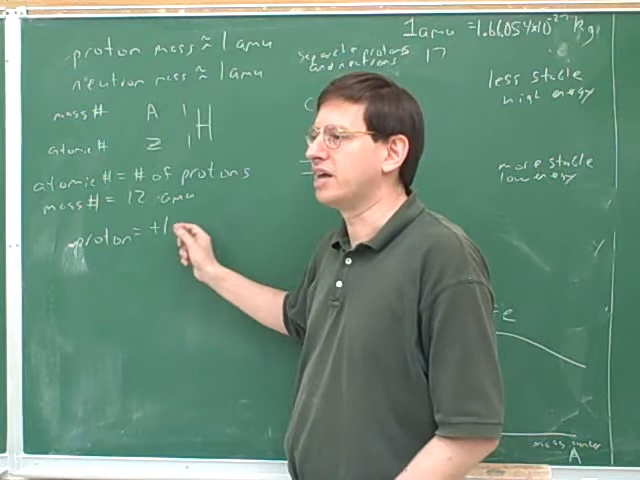 proton mass ≈ 1 amu
neutron mass ≈ 1 amu
mass # A 1 H
atomic # Z 1
atomic # = # of protons
mass # = 12 amu
proton = +1
1 amu = 1.66054×10⁻²⁷ kg
separate protons and neutrons 17
less stable
high energy
more stable
low energy
mass number
A